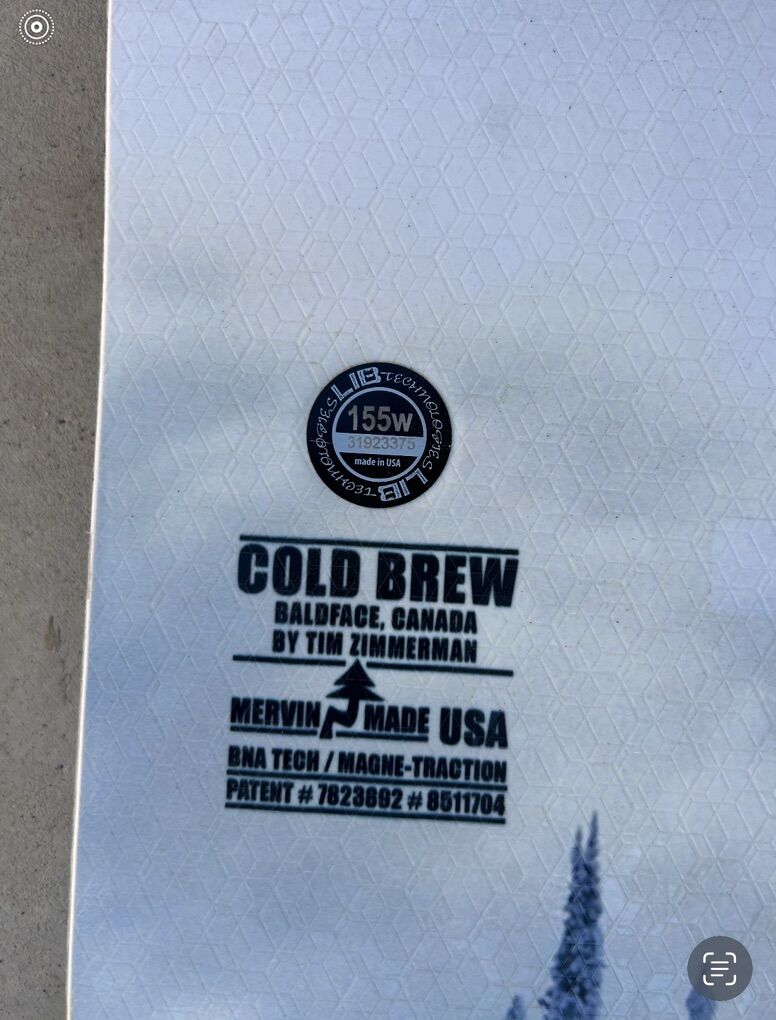 LIB TECHNOLOGIES
155W
31923375
made in USA
LIB TECHNOLOGIES
COLD BREW
BALDFACE, CANADA
BY TIM ZIMMERMAN
MERVIN MADE USA
BNA TECH / MAGNE-TRACTION
PATENT # 7823892 # 8511704